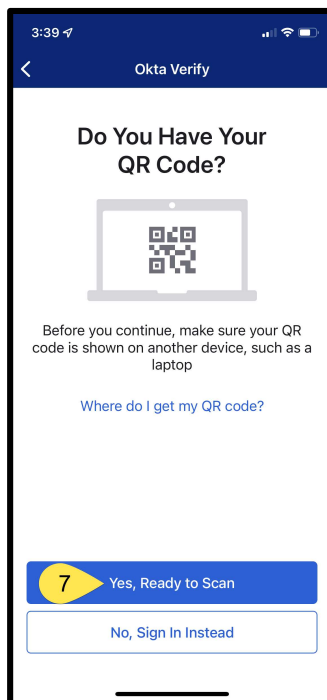 3:39
Okta Verify
Do You Have Your
QR Code?
Before you continue, make sure your QR
code is shown on another device, such as a
laptop
Where do I get my QR code?
7 Yes, Ready to Scan
No, Sign In Instead